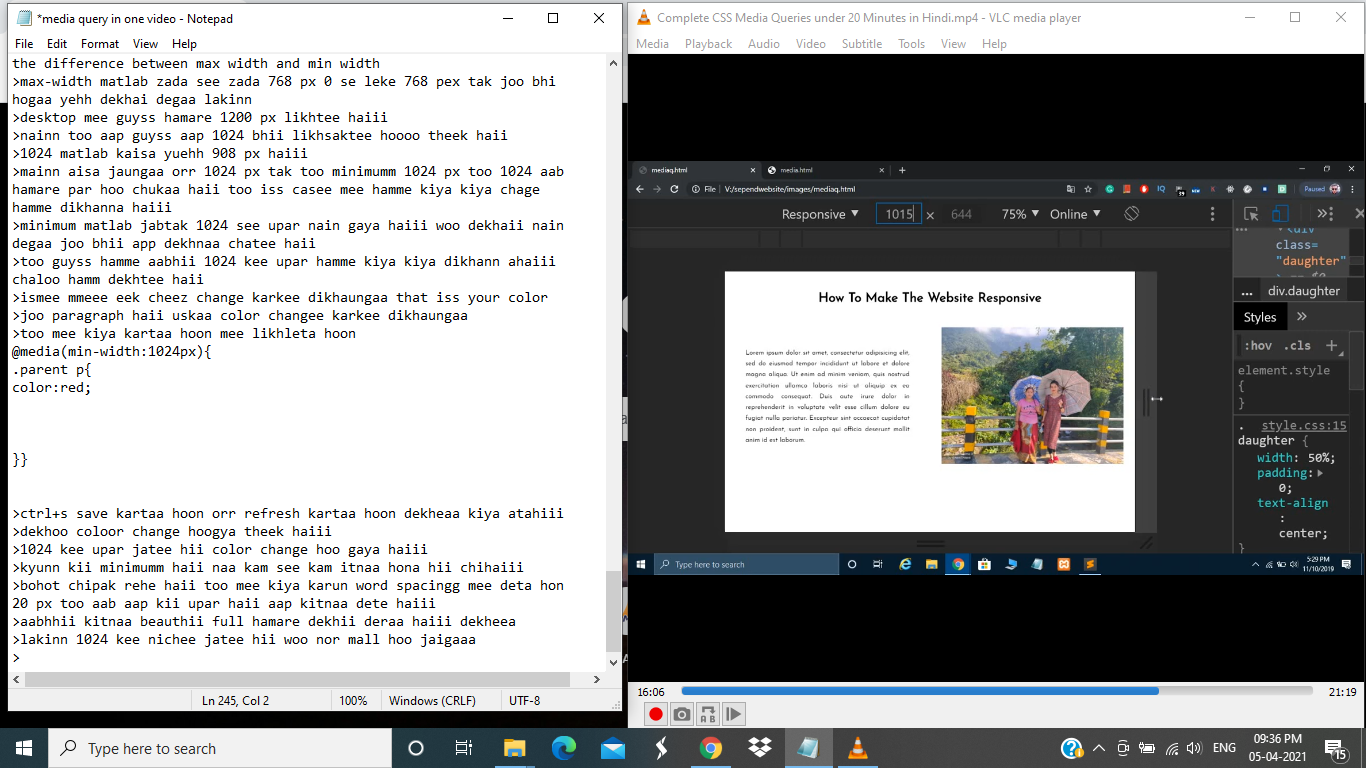 *media query in one video - Notepad
File Edit Format View Help
the difference between max width and min width
>max-width matlab zada see zada 768 px 0 se leke 768 pex tak joo bhi
hogaa yehh dekhai degaa lakinn
>desktop mee guyss hamare 1200 px likhtee haiii
>nainn too aap guyss aap 1024 bhii likhsaktee hoooo theek haii
>1024 matlab kaisa yuehh 908 px haiii
>mainn aisa jaungaa orr 1024 px tak too minimumm 1024 px too 1024 aab
hamare par hoo chukaa haii too iss casee mee hamme kiya kiya chage
hamme dikhanna haiii
>minimum matlab jabtak 1024 see upar nain gaya haiii woo dekhaii nain
degaa joo bhii app dekhnaa chatee haii
>too guyss hamme aabhii 1024 kee upar hamme kiya kiya dikhann ahaiii
chaloo hamm dekhtee haii
>ismee mmeee eek cheez change karkee dikhaungaa that iss your color
>joo paragraph haii uskaa color changee karkee dikhaungaa
>too mee kiya kartaa hoon mee likhleta hoon
@media(min-width:1024px){
.parent p{
color:red;
}}
>ctrl+s save kartaa hoon orr refresh kartaa hoon dekheaa kiya atahiii
>dekhoo coloor change hoogya theek haiii
>1024 kee upar jatee hii color change hoo gaya haiii
>kyunn kii minimumm haii naa kam see kam itnaa hona hii chihaiii
>bohot chipak rehe haii too mee kiya karun word spacingg mee deta hon
20 px too aab aap kii upar haii aap kitnaa dete haiii
>aabhhii kitnaa beauthii full hamare dekhii deraa haiii dekheea
>lakinn 1024 kee nichee jatee hii woo nor mall hoo jaigaaa
>
Ln 245, Col 2 100% Windows (CRLF) UTF-8
Complete CSS Media Queries under 20 Minutes in Hindi.mp4 - VLC media player
Media Playback Audio Video Subtitle Tools View Help
mediaq.html media.html
File V:/sependwebsite/images/mediaq.html Paused
Responsive 1015 × 644 75% Online
<div
class=
"daughter"
... div.daughter
Styles
:hov .cls
element.style
{
}
. style.css:15
daughter {
width: 50%;
padding:
0;
text-align
:
center;
}
How To Make The Website Responsive
Lorem ipsum dolor sit amet, consectetur adipisicing elit,
sed do eiusmod tempor incididunt ut labore et dolore
magna aliqua. Ut enim ad minim veniam, quis nostrud
exercitation ullamco laboris nisi ut aliquip ex ea
commodo consequat. Duis aute irure dolor in
reprehenderit in voluptate velit esse cillum dolore eu
fugiat nulla pariatur. Excepteur sint occaecat cupidatat
non proident, sunt in culpa qui officia deserunt mollit
anim id est laborum.
Type here to search
5:29 PM
11/10/2019
16:06 21:19
Type here to search
ENG
09:36 PM
05-04-2021
15